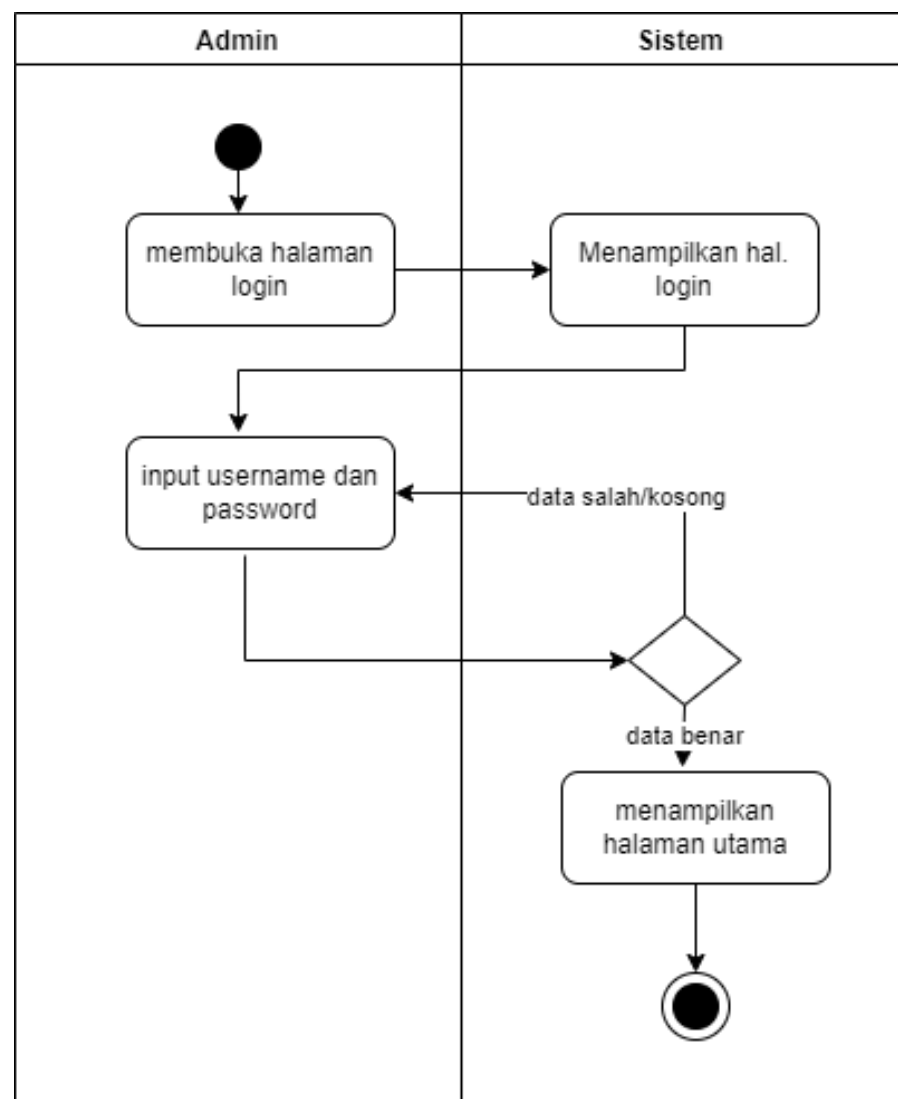 Admin
Sistem
membuka halaman
login
Menampilkan hal.
login
input username dan
password
data salah/kosong
data benar
menampilkan
halaman utama